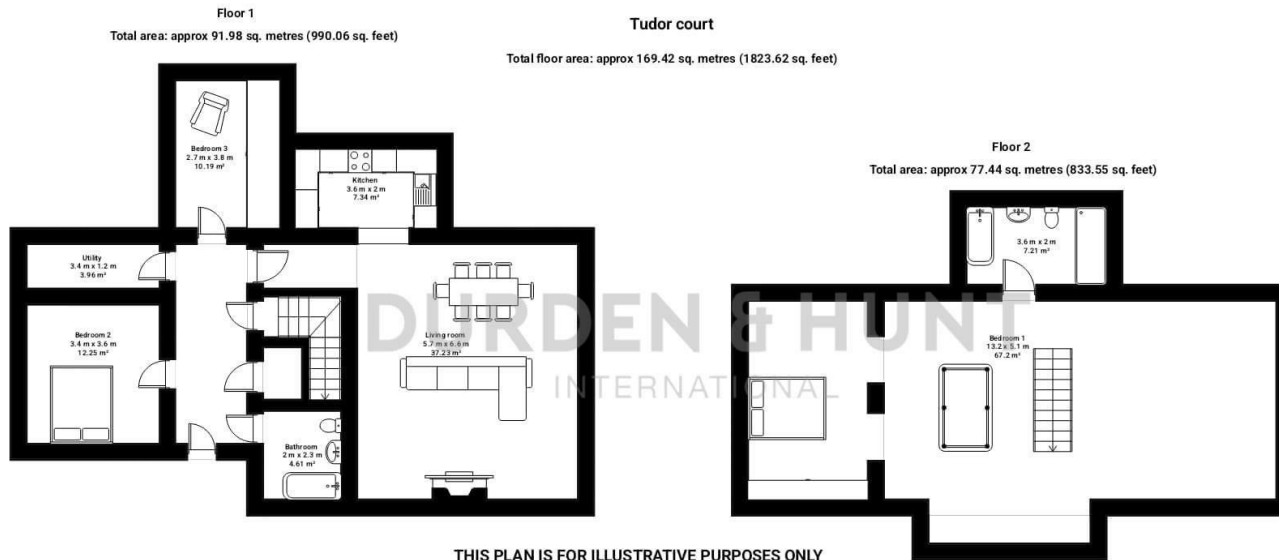 Floor 1
Total area: approx 91.98 sq. metres (990.06 sq. feet)
Tudor court
Total floor area: approx 169.42 sq. metres (1823.62 sq. feet)
Bedroom 3
2.7 m x 3.8 m
10.19 m²
Kitchen
3.6 m x 2 m
7.34 m²
Utility
3.4 m x 1.2 m
3.96 m²
Bedroom 2
3.4 m x 3.6 m
12.25 m²
Living room
5.7 m x 6.6 m
37.23 m²
Bathroom
2 m x 2.3 m
4.61 m²
Floor 2
Total area: approx 77.44 sq. metres (833.55 sq. feet)
3.6 m x 2 m
7.21 m²
Bedroom 1
13.2 x 5.1 m
67.2 m²
DURDEN & HUNT
INTERNATIONAL
THIS PLAN IS FOR ILLUSTRATIVE PURPOSES ONLY